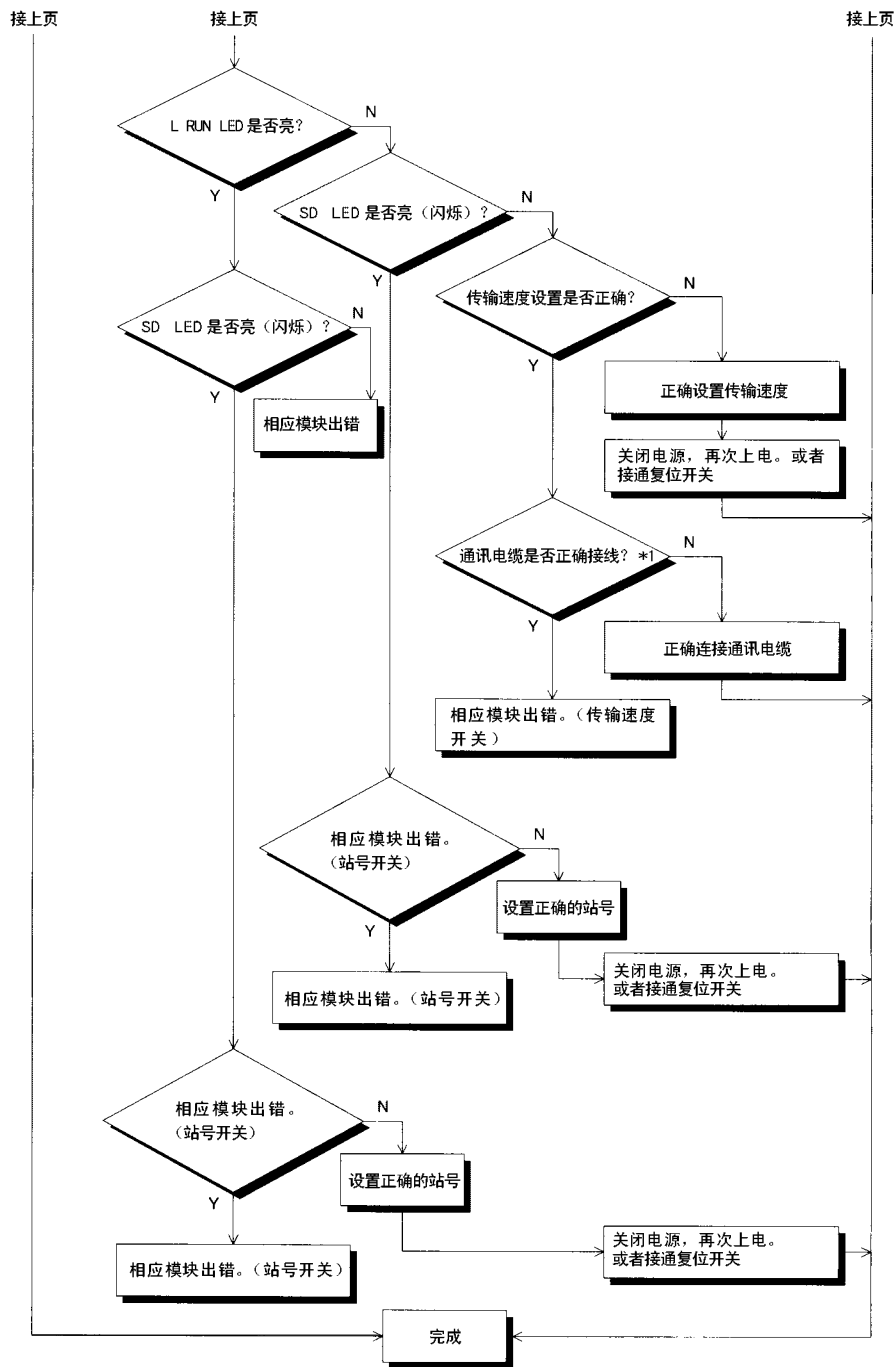 接上页
接上页
接上页
L RUN LED是否亮？
N
Y
SD LED是否亮（闪烁）？
N
Y
传输速度设置是否正确？
N
Y
SD LED是否亮（闪烁）？
N
Y
相应模块出错
正确设置传输速度
关闭电源，再次上电。或者
接通复位开关
通讯电缆是否正确接线？*1
N
Y
正确连接通讯电缆
相应模块出错。（传输速度
开关）
相应模块出错。
（站号开关）
N
Y
设置正确的站号
关闭电源，再次上电。
或者接通复位开关
相应模块出错。（站号开关）
相应模块出错。
（站号开关）
N
Y
设置正确的站号
关闭电源，再次上电。
或者接通复位开关
相应模块出错。（站号开关）
完成